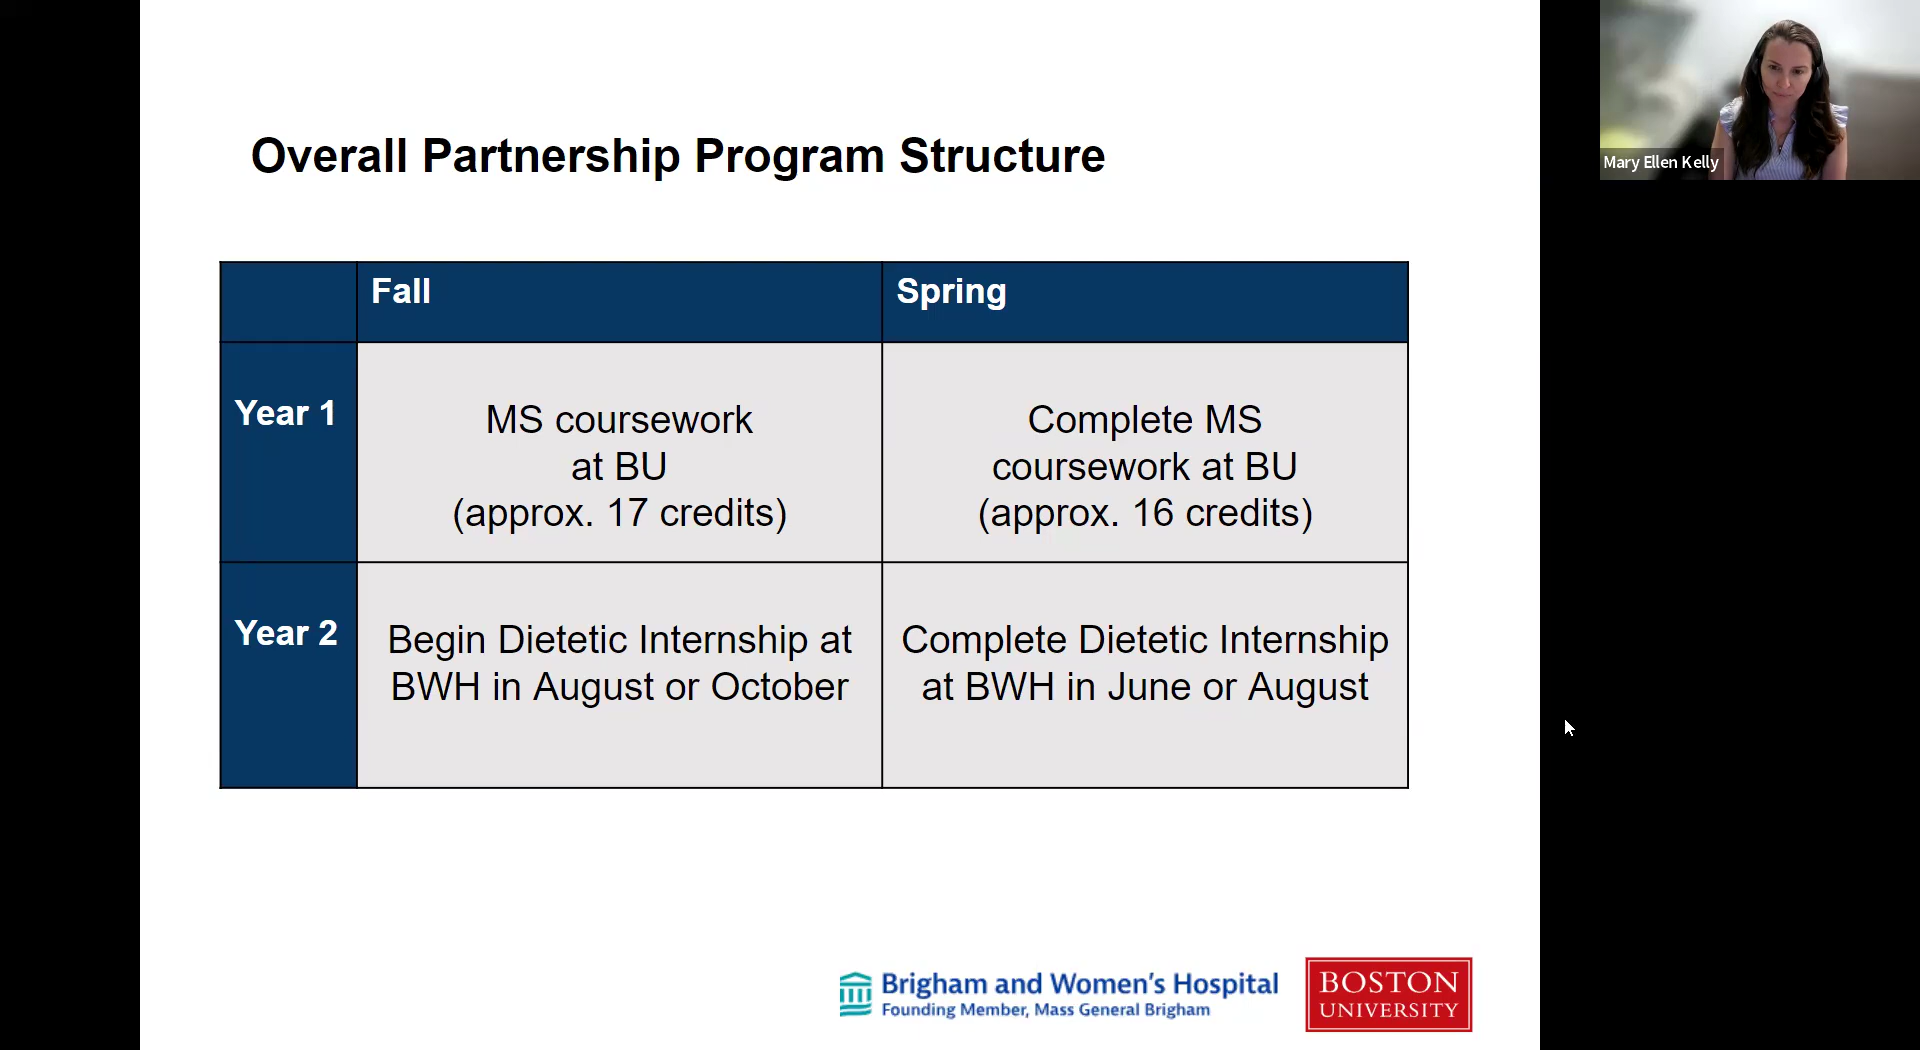 Overall Partnership Program Structure
Mary Ellen Kelly
Fall
Spring
Year 1
MS coursework
at BU
(approx. 17 credits)
Complete MS
coursework at BU
(approx. 16 credits)
Year 2
Begin Dietetic Internship at
BWH in August or October
Complete Dietetic Internship
at BWH in June or August
Brigham and Women's Hospital
Founding Member, Mass General Brigham
BOSTON
UNIVERSITY